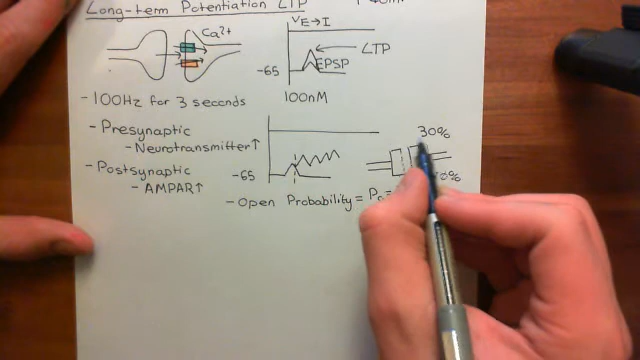 Long-term Potentiation LTP
Ca²⁺
VE→I
LTP
EPSP
-65
100nM
- 100Hz for 3 seconds
- Presynaptic
- Neurotransmitter↑
- Postsynaptic
- AMPAR↑
-65
30%
- Open Probability = Po =